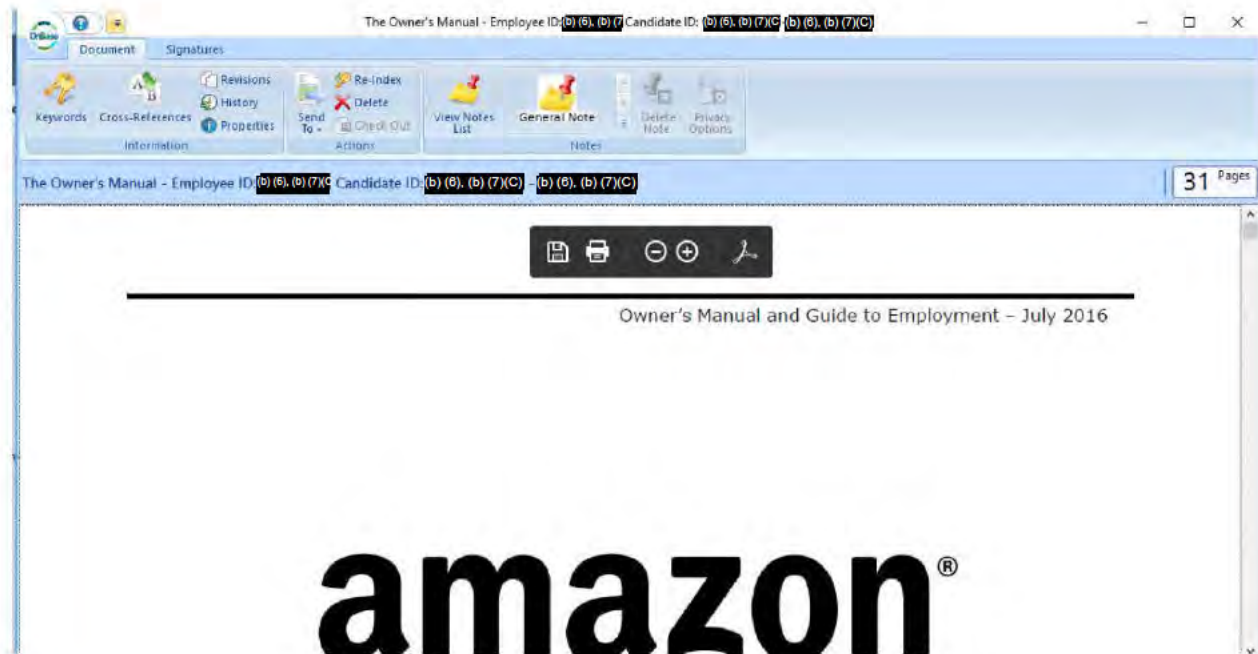 The Owner's Manual - Employee ID:(b) (6), (b) (7 Candidate ID: (b) (6), (b) (7)(C (b) (6), (b) (7)(C)
OnBase
Document Signatures
Keywords
Cross-References
Revisions
History
Properties
Information
Send To
Re-Index
Delete
Check Out
Actions
View Notes List
General Note
Delete Note
Privacy Options
Notes
The Owner's Manual - Employee ID:(b) (6), (b) (7)(C Candidate ID:(b) (6), (b) (7)(C) -(b) (6), (b) (7)(C)
31 Pages
Owner's Manual and Guide to Employment – July 2016
amazon®